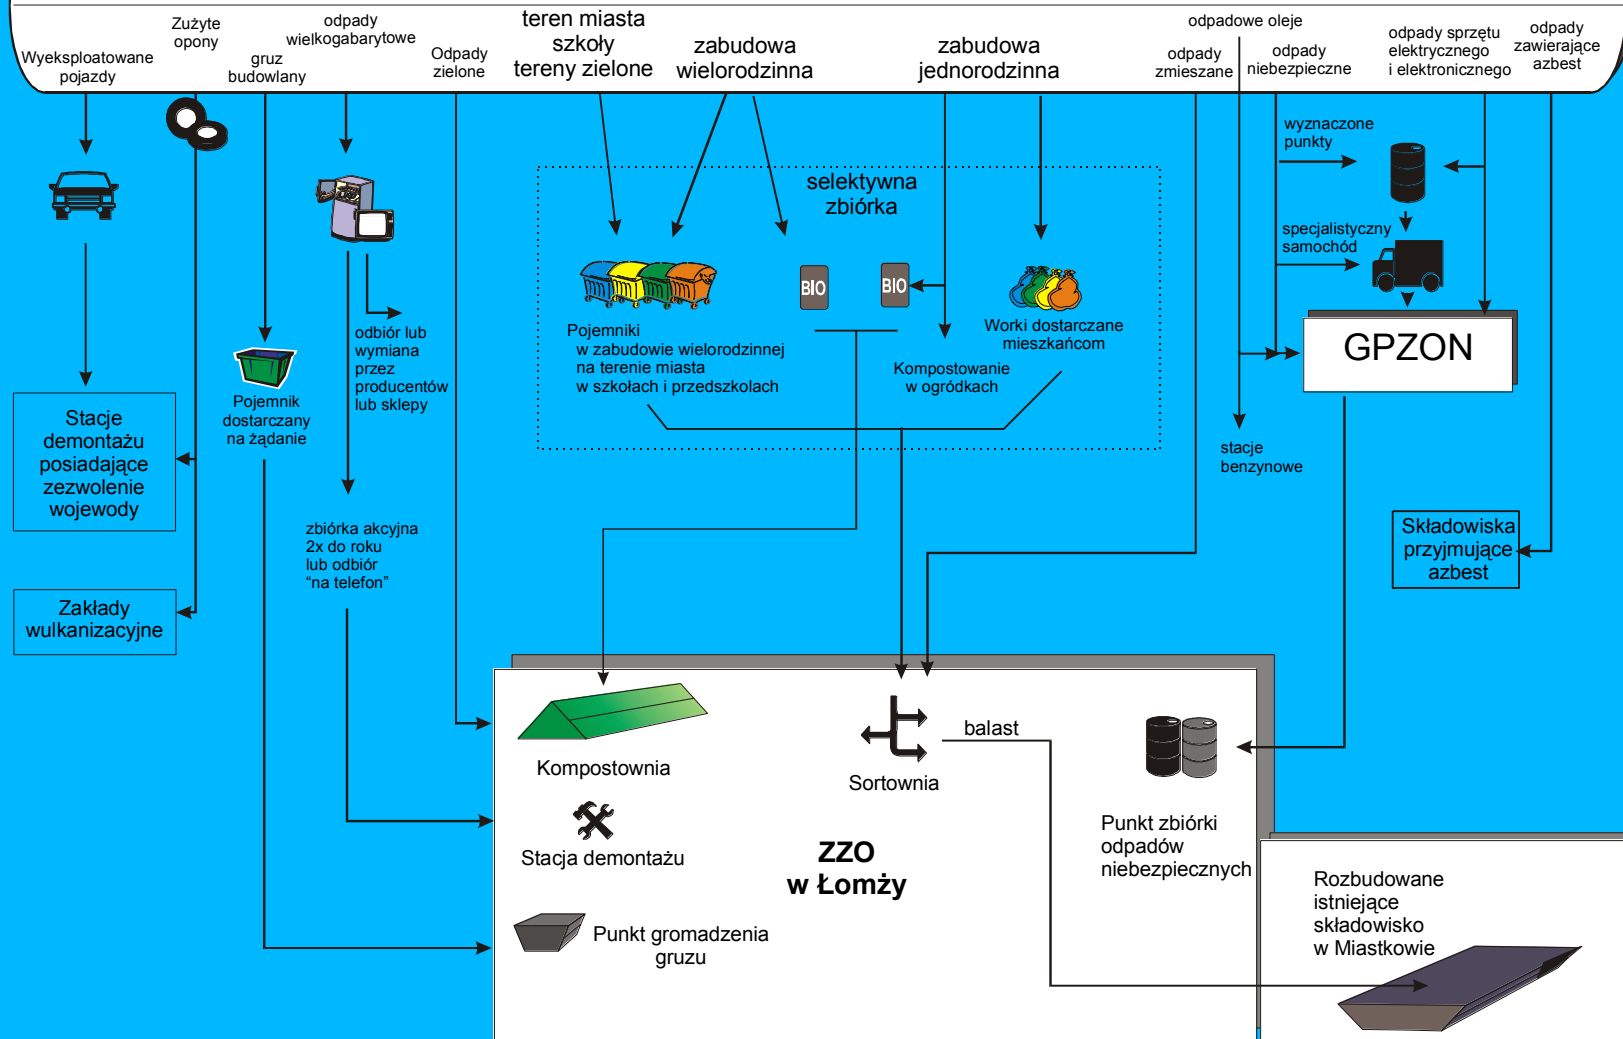 Wyeksploatowane
pojazdy
Zużyte
opony
gruz
budowlany
odpady
wielkogabarytowe
Odpady
zielone
teren miasta
szkoły
tereny zielone
zabudowa
wielorodzinna
zabudowa
jednorodzinna
odpady
zmieszane
odpadowe oleje
odpady
niebezpieczne
odpady sprzętu
elektrycznego
i elektronicznego
odpady
zawierające
azbest
wyznaczone
punkty
selektywna
zbiórka
specjalistyczny
samochód
BIO
BIO
Pojemniki
w zabudowie wielorodzinnej
na terenie miasta
w szkołach i przedszkolach
Worki dostarczane
mieszkańcom
Kompostowanie
w ogródkach
GPZON
odbiór lub
wymiana
przez
producentów
lub sklepy
Pojemnik
dostarczany
na żądanie
Stacje
demontażu
posiadające
zezwolenie
wojewody
stacje
benzynowe
zbiórka akcyjna
2x do roku
lub odbiór
“na telefon”
Składowiska
przyjmujące
azbest
Zakłady
wulkanizacyjne
Kompostownia
Sortownia
balast
Stacja demontażu
ZZO
w Łomży
Punkt zbiórki
odpadów
niebezpiecznych
Punkt gromadzenia
gruzu
Rozbudowane
istniejące
składowisko
w Miastkowie